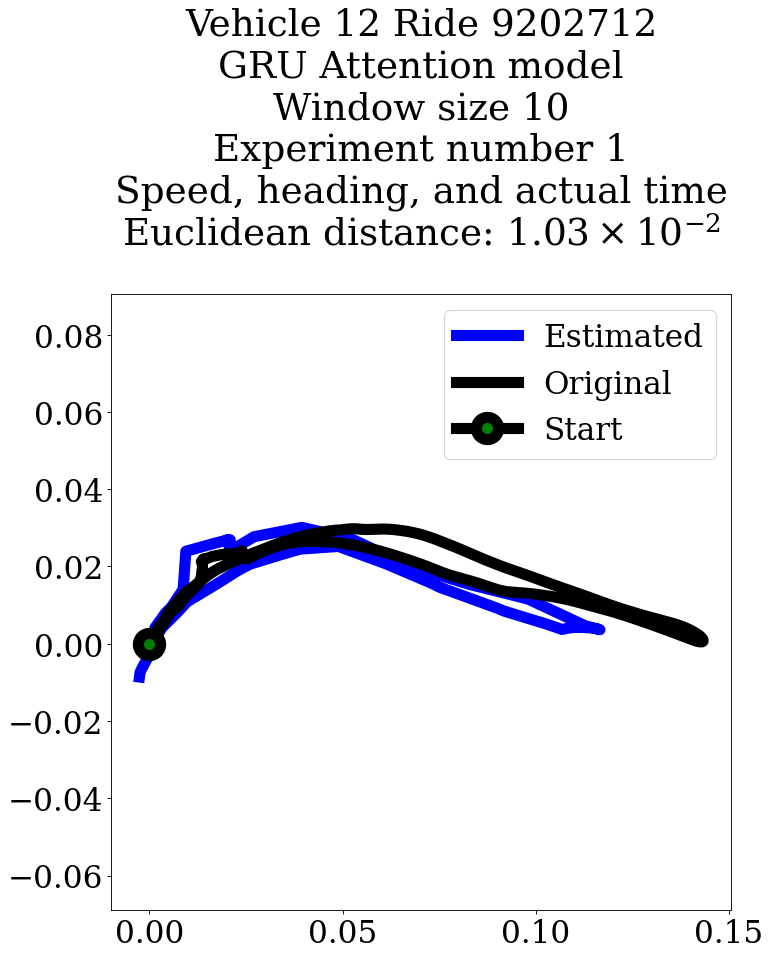 Vehicle 12 Ride 9202712
GRU Attention model
Window size 10
Experiment number 1
Speed, heading, and actual time
Euclidean distance: 1.03 × 10⁻²
Estimated
Original
Start
0.08
0.06
0.04
0.02
0.00
−0.02
−0.04
−0.06
0.00 0.05 0.10 0.15